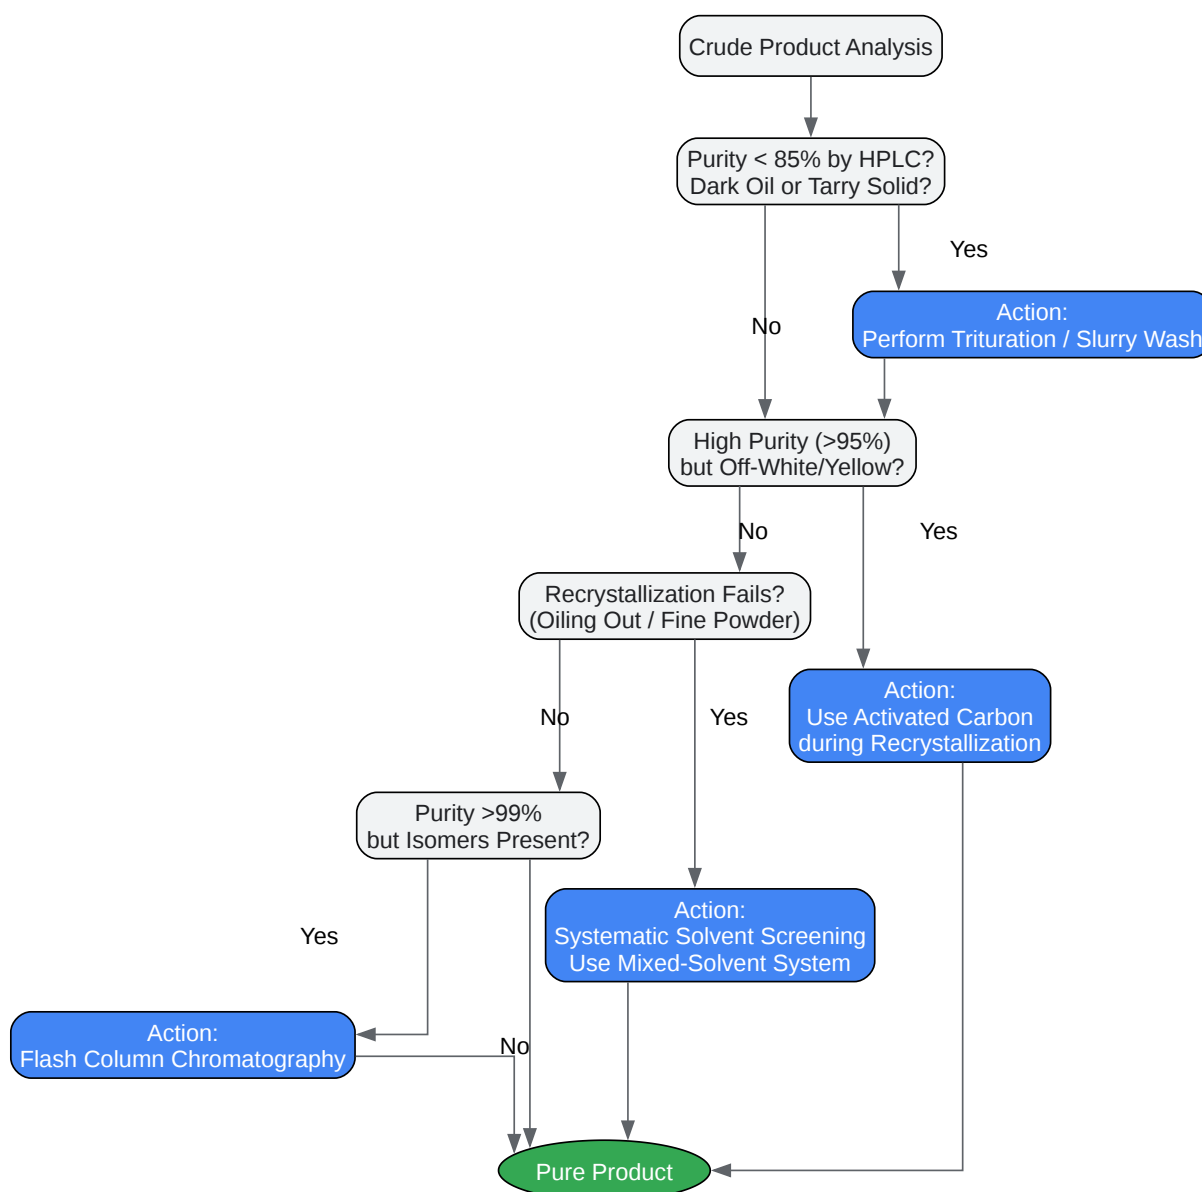 Crude Product Analysis
Purity < 85% by HPLC?
Dark Oil or Tarry Solid?
Yes
No
Action:
Perform Trituration / Slurry Wash
High Purity (>95%)
but Off-White/Yellow?
No
Yes
Recrystallization Fails?
(Oiling Out / Fine Powder)
No
Yes
Action:
Use Activated Carbon
during Recrystallization
Purity >99%
but Isomers Present?
Yes
Action:
Systematic Solvent Screening
Use Mixed-Solvent System
Action:
Flash Column Chromatography
No
Pure Product